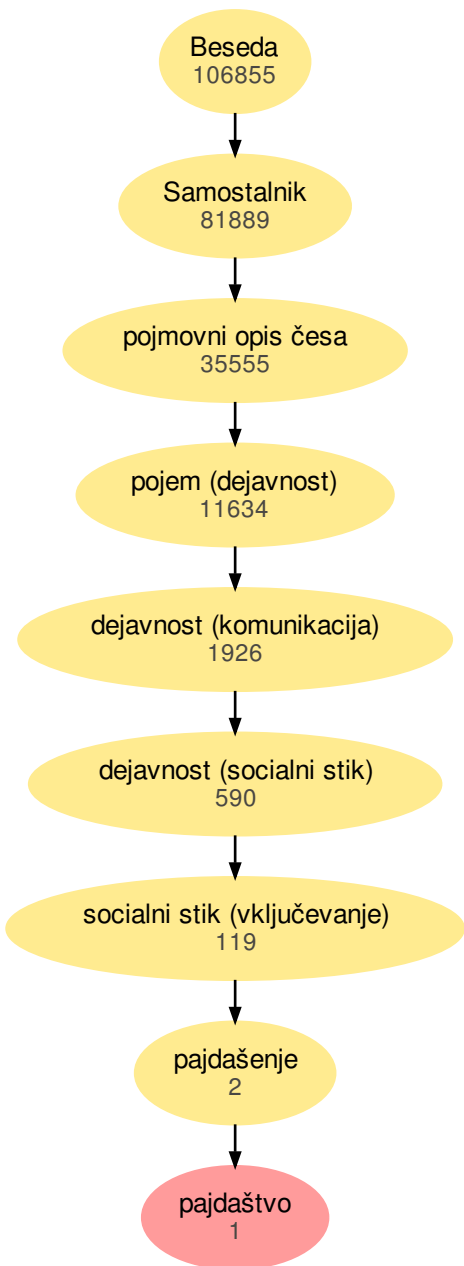 Beseda
106855
Samostalnik
81889
pojmovni opis česa
35555
pojem (dejavnost)
11634
dejavnost (komunikacija)
1926
dejavnost (socialni stik)
590
socialni stik (vključevanje)
119
pajdašenje
2
pajdaštvo
1